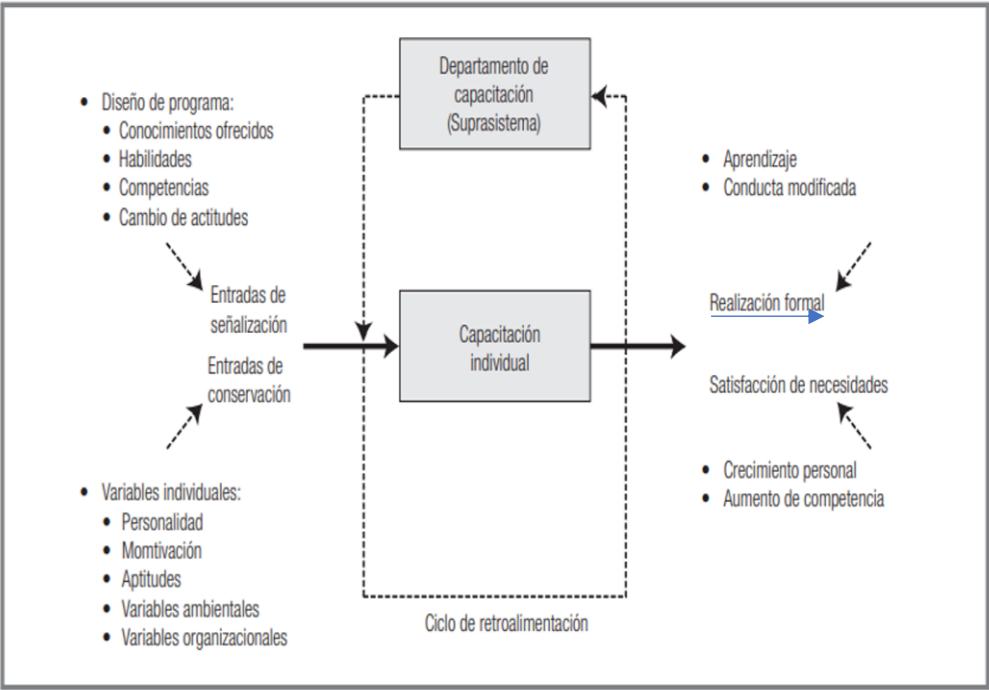 Departamento de
capacitación
(Suprasistema)
• Diseño de programa:
• Conocimientos ofrecidos
• Habilidades
• Competencias
• Cambio de actitudes
• Aprendizaje
• Conducta modificada
Entradas de
señalización
Entradas de
conservación
Capacitación
individual
Realización formal
Satisfacción de necesidades
• Crecimiento personal
• Aumento de competencia
• Variables individuales:
• Personalidad
• Momtivación
• Aptitudes
• Variables ambientales
• Variables organizacionales
Ciclo de retroalimentación